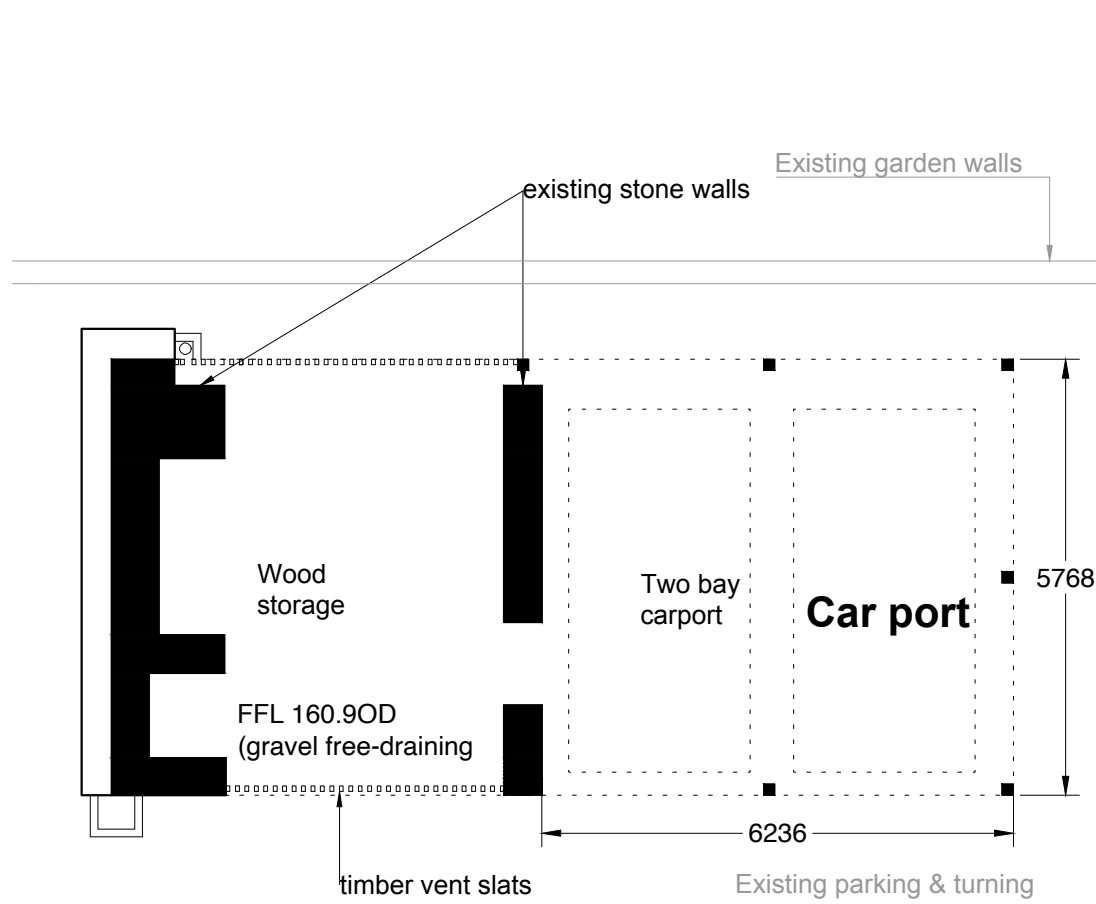 Existing garden walls
existing stone walls
Wood
storage
Two bay
carport
Car port
5768
FFL 160.9OD
(gravel free-draining
6236
timber vent slats
Existing parking & turning